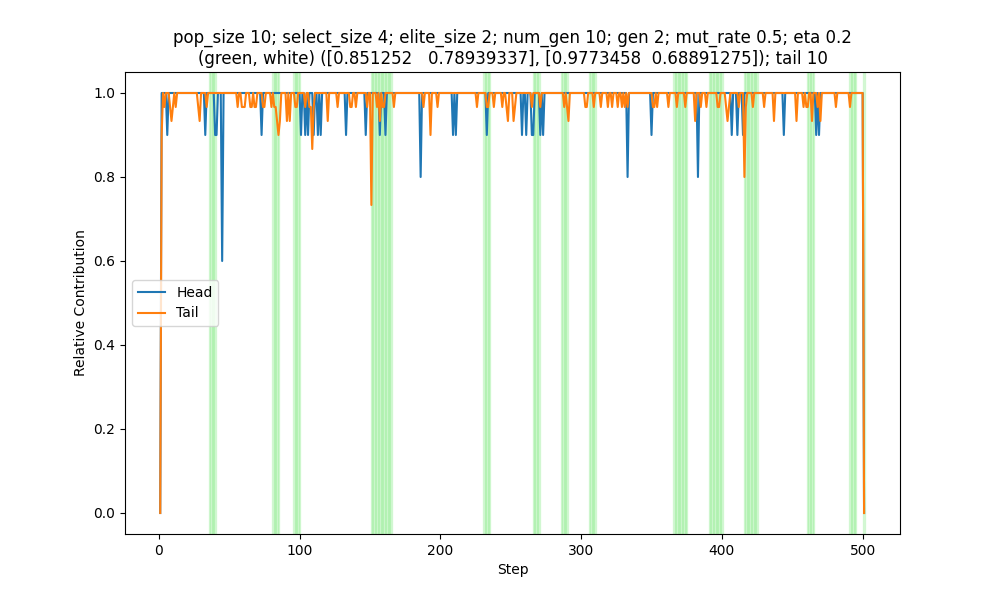 pop_size 10; select_size 4; elite_size 2; num_gen 10; gen 2; mut_rate 0.5; eta 0.2
(green, white) ([0.851252   0.78939337], [0.9773458  0.68891275]); tail 10
1.0
0.8
0.6
0.4
0.2
0.0
Relative Contribution
Head
Tail
0
100
200
300
400
500
Step